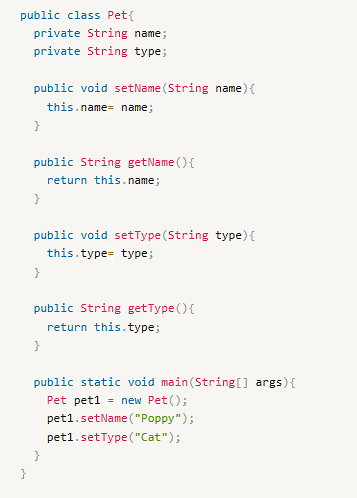 public class Pet{
private String name;
private String type;
public void setName(String name){
this.name= name;
}
public String getName(){
return this.name;
}
public void setType(String type){
this.type= type;
}
public String getType(){
return this.type;
}
public static void main(String[] args){
Pet pet1 = new Pet();
pet1.setName("Poppy");
pet1.setType("Cat");
}
}